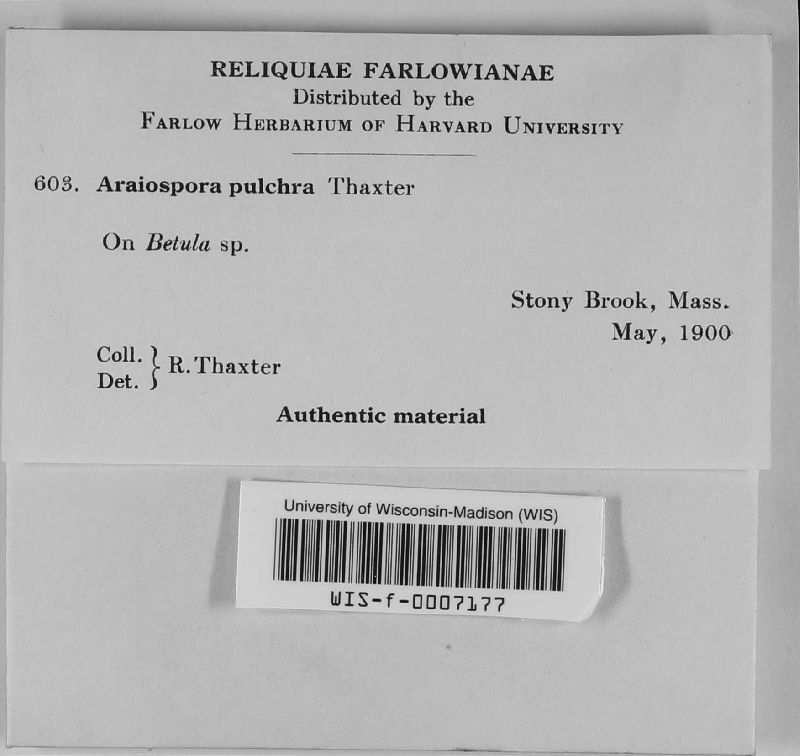 RELIQUIAE FARLOWIANAE
Distributed by the
FARLOW HERBARIUM OF HARVARD UNIVERSITY
603. Araiospora pulchra Thaxter
On Betula sp.
Stony Brook, Mass.
May, 1900
Coll.
Det. } R. Thaxter
Authentic material
University of Wisconsin-Madison (WIS)
WIS-f-0007177